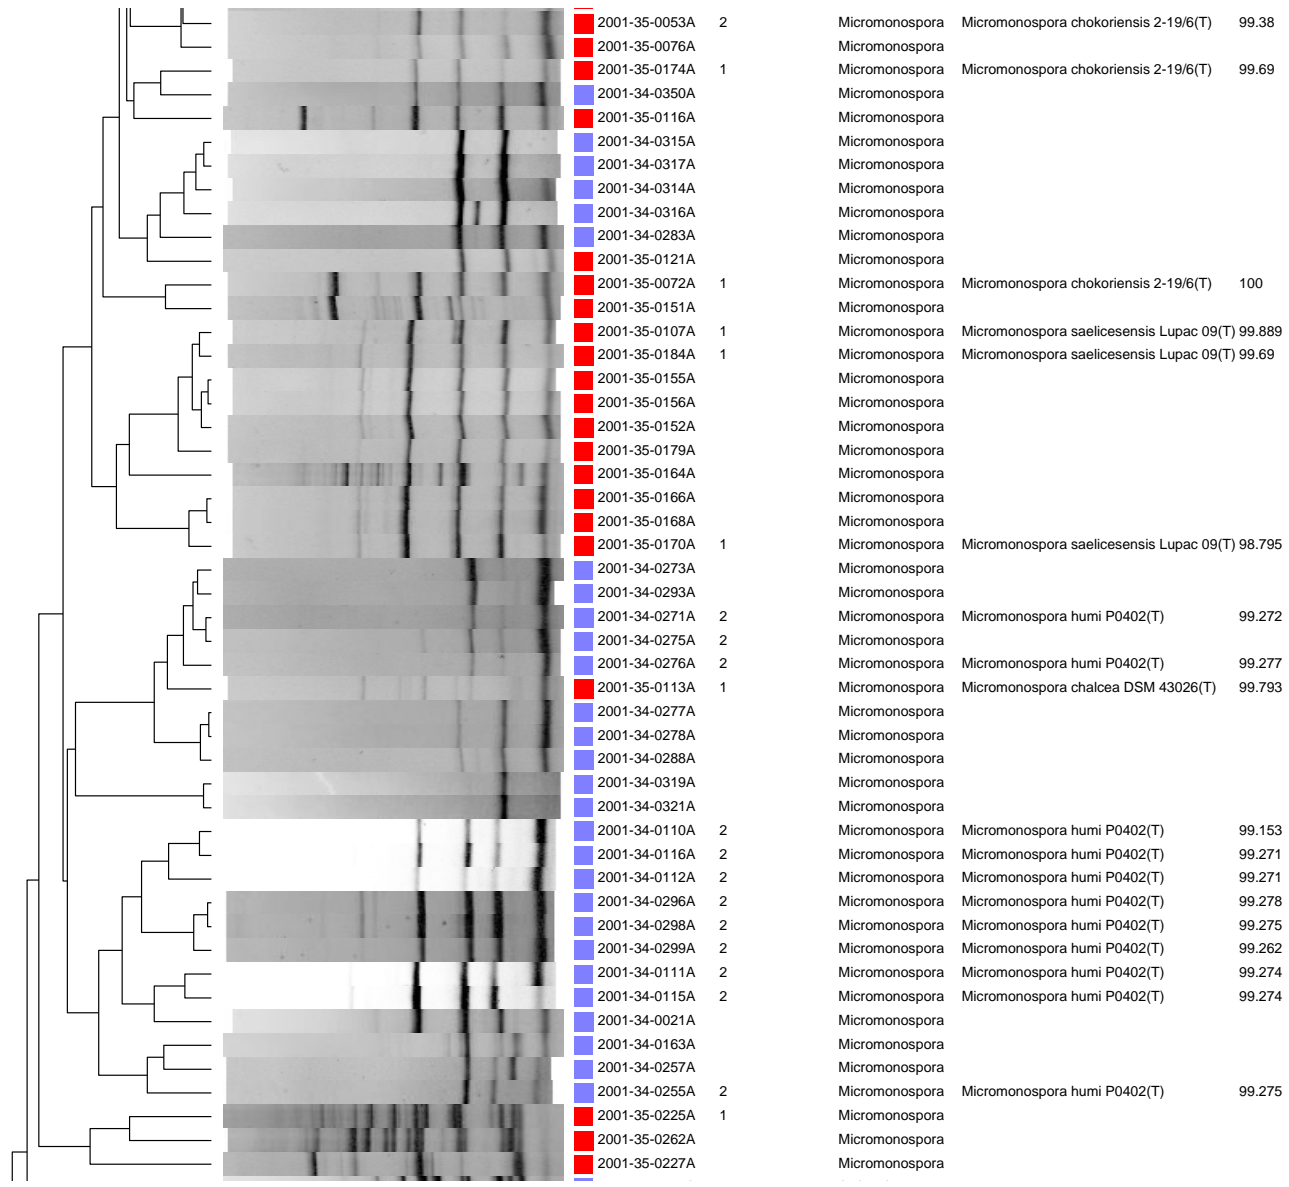 2001-35-0053A 2 Micromonospora Micromonospora chokoriensis 2-19/6(T) 99.38
2001-35-0076A Micromonospora
2001-35-0174A 1 Micromonospora Micromonospora chokoriensis 2-19/6(T) 99.69
2001-34-0350A Micromonospora
2001-35-0116A Micromonospora
2001-34-0315A Micromonospora
2001-34-0317A Micromonospora
2001-34-0314A Micromonospora
2001-34-0316A Micromonospora
2001-34-0283A Micromonospora
2001-35-0121A Micromonospora
2001-35-0072A 1 Micromonospora Micromonospora chokoriensis 2-19/6(T) 100
2001-35-0151A Micromonospora
2001-35-0107A 1 Micromonospora Micromonospora saelicesensis Lupac 09(T) 99.889
2001-35-0184A 1 Micromonospora Micromonospora saelicesensis Lupac 09(T) 99.69
2001-35-0155A Micromonospora
2001-35-0156A Micromonospora
2001-35-0152A Micromonospora
2001-35-0179A Micromonospora
2001-35-0164A Micromonospora
2001-35-0166A Micromonospora
2001-35-0168A Micromonospora
2001-35-0170A 1 Micromonospora Micromonospora saelicesensis Lupac 09(T) 98.795
2001-34-0273A Micromonospora
2001-34-0293A Micromonospora
2001-34-0271A 2 Micromonospora Micromonospora humi P0402(T) 99.272
2001-34-0275A 2 Micromonospora
2001-34-0276A 2 Micromonospora Micromonospora humi P0402(T) 99.277
2001-35-0113A 1 Micromonospora Micromonospora chalcea DSM 43026(T) 99.793
2001-34-0277A Micromonospora
2001-34-0278A Micromonospora
2001-34-0288A Micromonospora
2001-34-0319A Micromonospora
2001-34-0321A Micromonospora
2001-34-0110A 2 Micromonospora Micromonospora humi P0402(T) 99.153
2001-34-0116A 2 Micromonospora Micromonospora humi P0402(T) 99.271
2001-34-0112A 2 Micromonospora Micromonospora humi P0402(T) 99.271
2001-34-0296A 2 Micromonospora Micromonospora humi P0402(T) 99.278
2001-34-0298A 2 Micromonospora Micromonospora humi P0402(T) 99.275
2001-34-0299A 2 Micromonospora Micromonospora humi P0402(T) 99.262
2001-34-0111A 2 Micromonospora Micromonospora humi P0402(T) 99.274
2001-34-0115A 2 Micromonospora Micromonospora humi P0402(T) 99.274
2001-34-0021A Micromonospora
2001-34-0163A Micromonospora
2001-34-0257A Micromonospora
2001-34-0255A 2 Micromonospora Micromonospora humi P0402(T) 99.275
2001-35-0225A 1 Micromonospora
2001-35-0262A Micromonospora
2001-35-0227A Micromonospora